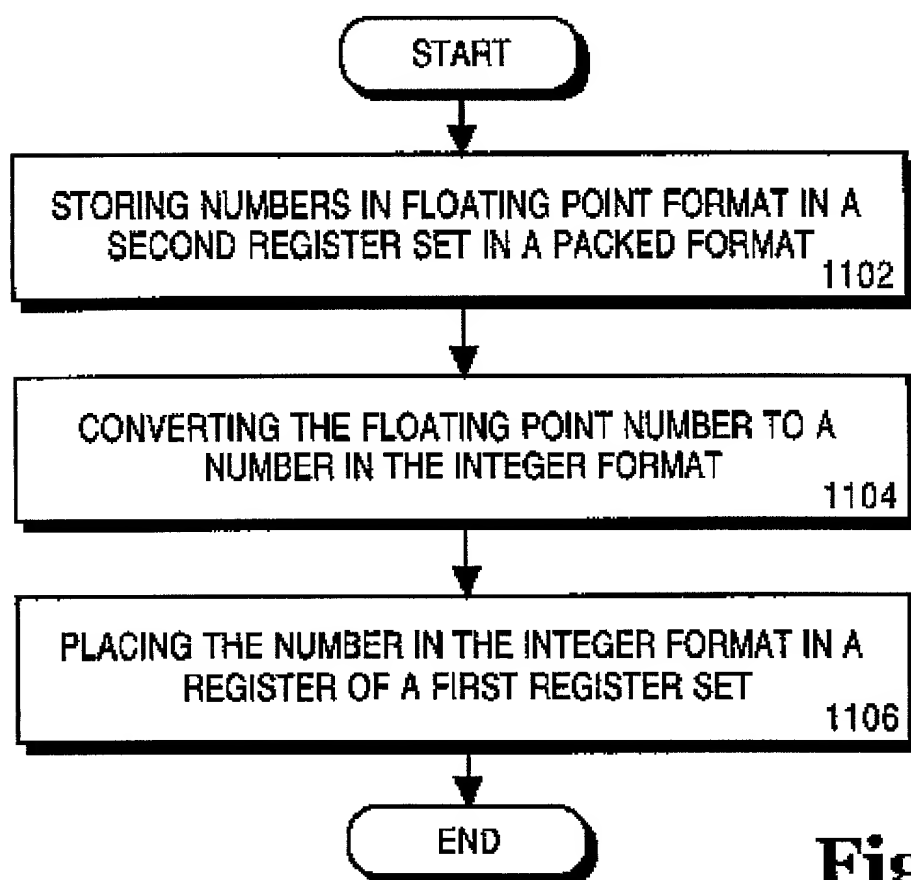 START
STORING NUMBERS IN FLOATING POINT FORMAT IN A
SECOND REGISTER SET IN A PACKED FORMAT
1102
CONVERTING THE FLOATING POINT NUMBER TO A
NUMBER IN THE INTEGER FORMAT
1104
PLACING THE NUMBER IN THE INTEGER FORMAT IN A
REGISTER OF A FIRST REGISTER SET
1106
END
Fig